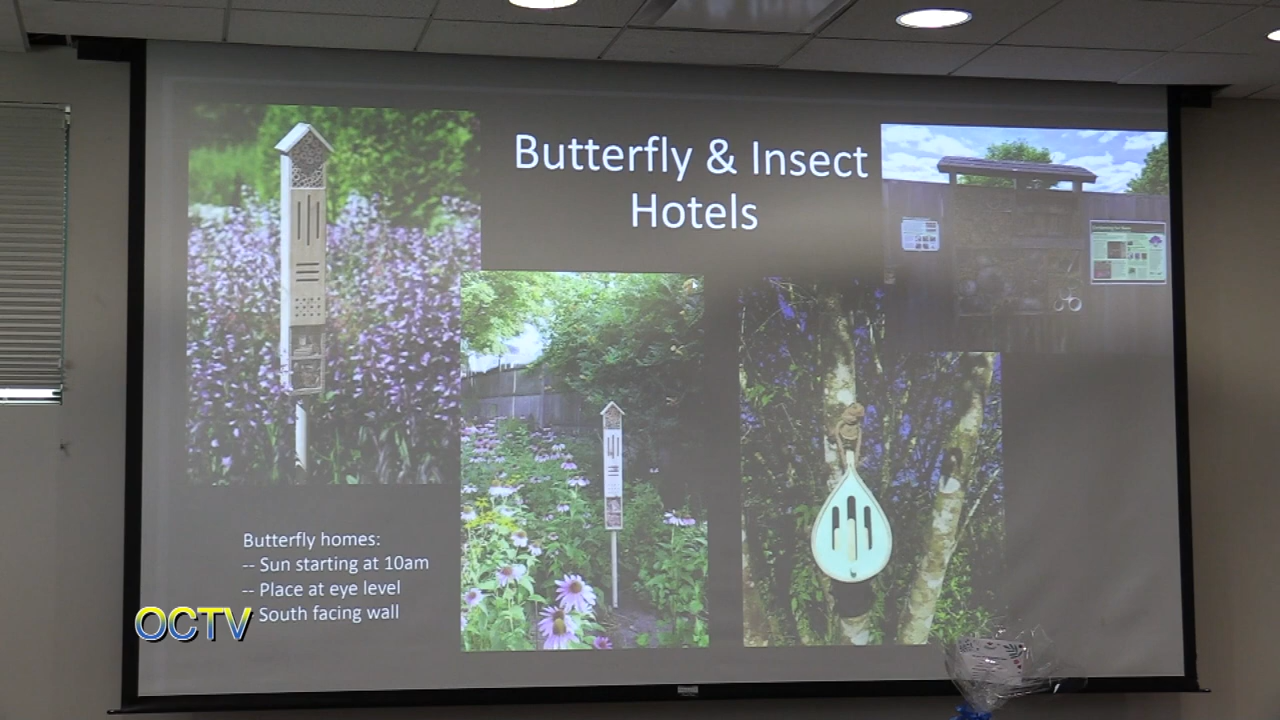 Butterfly & Insect
Hotels
Butterfly homes:
-- Sun starting at 10am
-- Place at eye level
South facing wall
OCTV